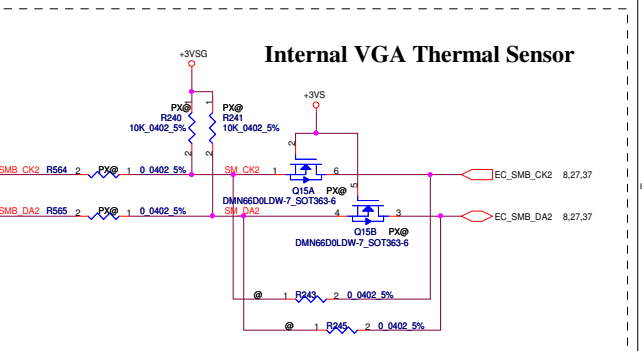 Internal VGA Thermal Sensor
+3VSG
+3VS
1 PX@ 1 PX@
R240 R241
10K_0402_5% 10K_0402_5%
2 2
2
SMB_CK2 R564 2 PX@ 1 0_0402_5% SM_CK2 1 6 EC_SMB_CK2 8,27,37
Q15A PX@ 5
DMN66D0LDW-7_SOT363-6
SMB_DA2 R565 2 PX@ 1 0_0402_5% SM_DA2 4 3 EC_SMB_DA2 8,27,37
Q15B PX@
DMN66D0LDW-7_SOT363-6
@ 1 R243 2 0_0402_5%
@ 1 R245 2 0_0402_5%